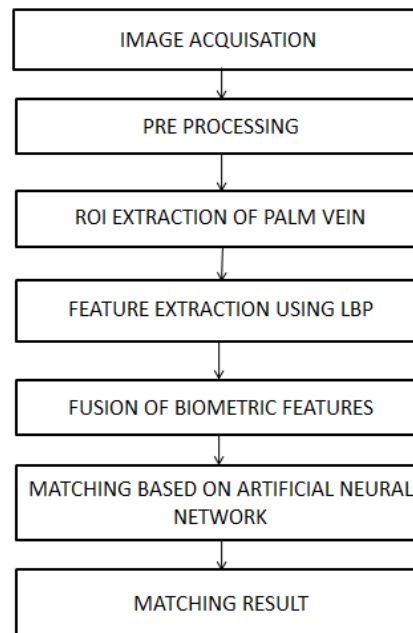 IMAGE ACQUISATION
PRE PROCESSING
ROI EXTRACTION OF PALM VEIN
FEATURE EXTRACTION USING LBP
FUSION OF BIOMETRIC FEATURES
MATCHING BASED ON ARTIFICIAL NEURAL
NETWORK
MATCHING RESULT